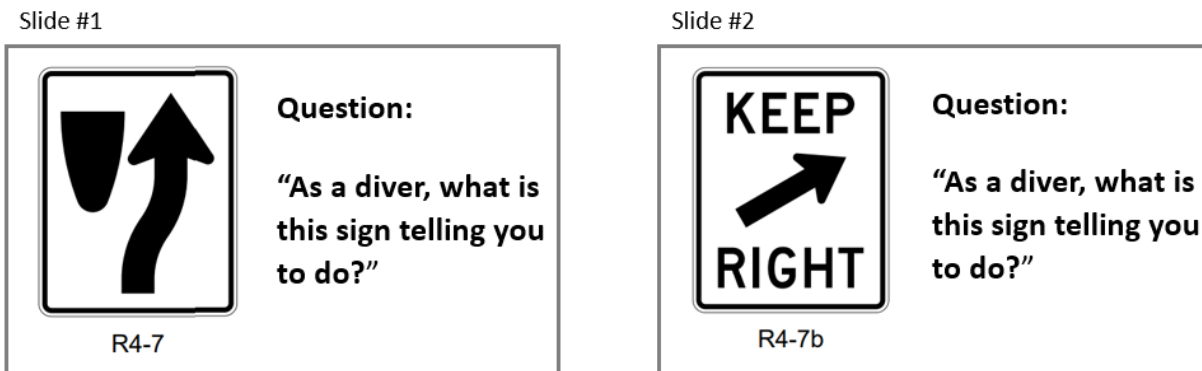 Slide #1
Question:
“As a diver, what is
this sign telling you
to do?”
R4-7
Slide #2
KEEP
RIGHT
Question:
“As a diver, what is
this sign telling you
to do?”
R4-7b